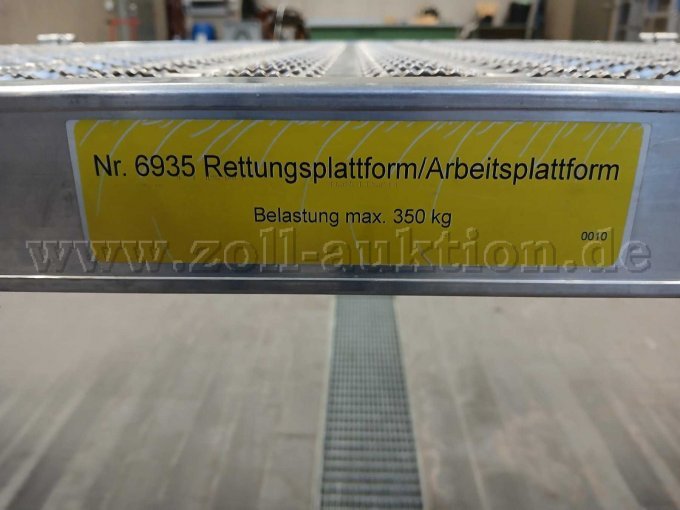 Nr. 6935 Rettungsplattform/Arbeitsplattform
Belastung max. 350 kg
0010
www.zoll-auktion.de